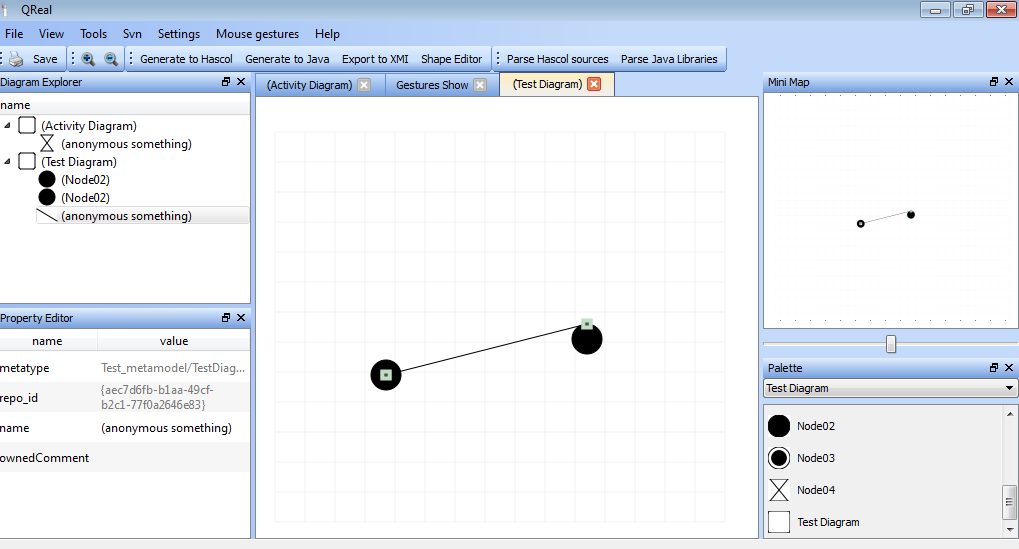 QReal
File View Tools Svn Settings Mouse gestures Help
Save Generate to Hascol Generate to Java Export to XMI Shape Editor Parse Hascol sources Parse Java Libraries
Diagram Explorer
name
(Activity Diagram)
(anonymous something)
(Test Diagram)
(Node02)
(Node02)
(anonymous something)
Property Editor
name value
metatype Test_metamodel/TestDiag...
repo_id {aec7d6fb-b1aa-49cf-
b2c1-77f0a2646e83}
name (anonymous something)
ownedComment
(Activity Diagram) Gestures Show (Test Diagram)
Mini Map
Palette
Test Diagram
Node02
Node03
Node04
Test Diagram